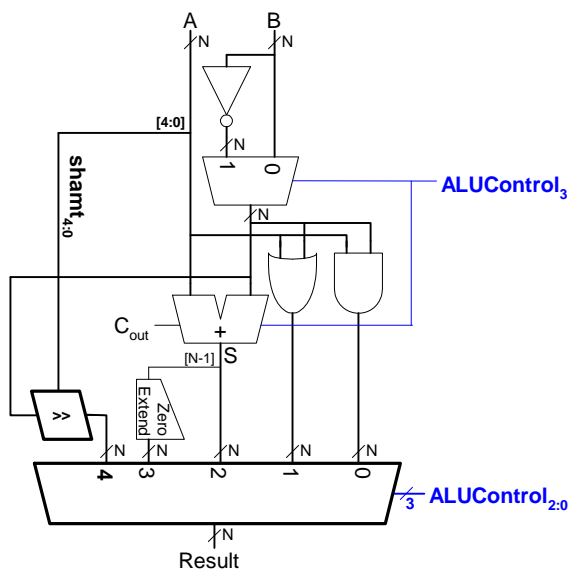 A B
N N
[4:0]
N
1 0
ALUControl3
shamt4:0
N
Cout
+
[N-1] S
Zero
Extend
>>
N N N N N
4 3 2 1 0
3 ALUControl2:0
N
Result